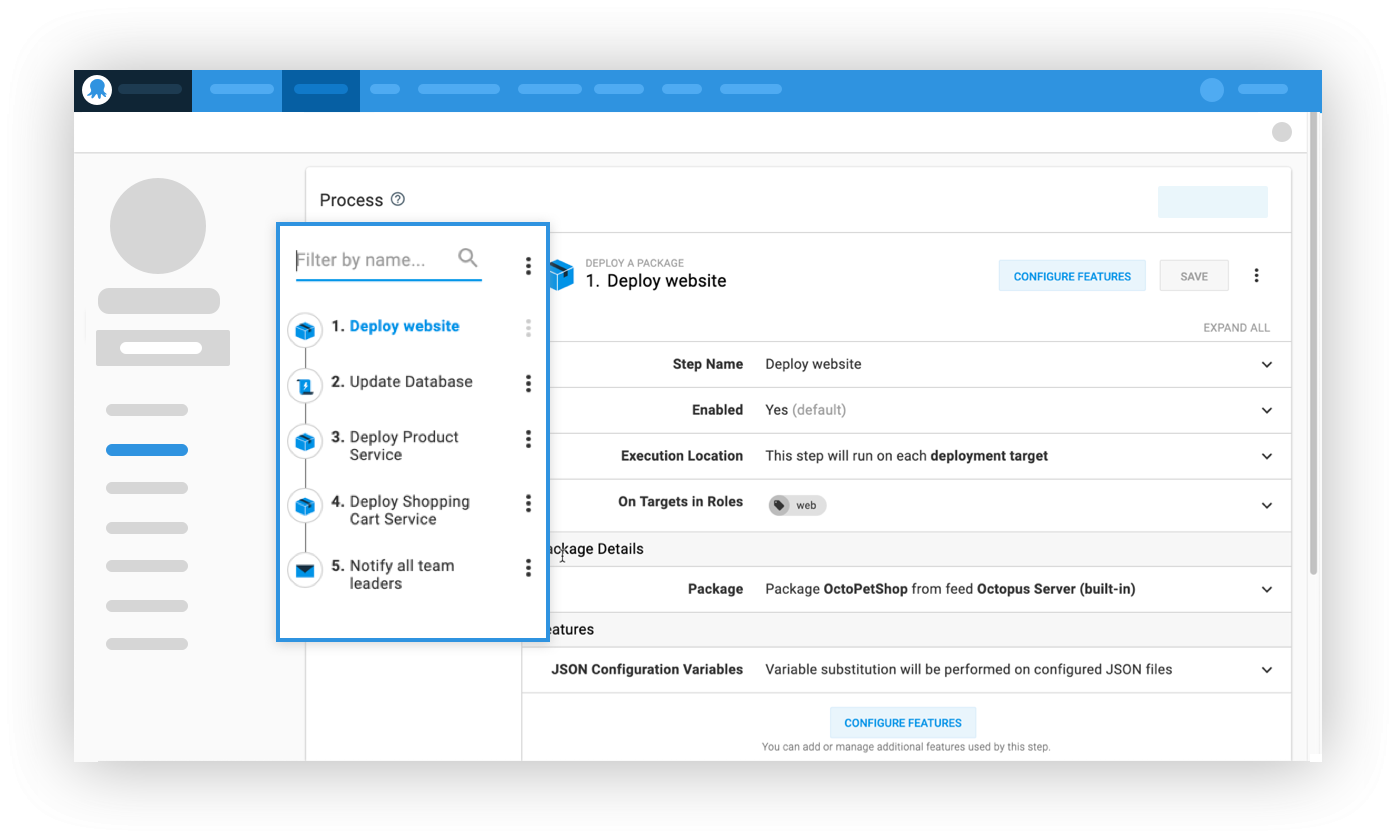 Process
Filter by name...
1. Deploy website
2. Update Database
3. Deploy Product
Service
4. Deploy Shopping
Cart Service
5. Notify all team
leaders
DEPLOY A PACKAGE
1. Deploy website
CONFIGURE FEATURES
SAVE
EXPAND ALL
Step Name
Deploy website
Enabled
Yes (default)
Execution Location
This step will run on each deployment target
On Targets in Roles
web
ackage Details
Package
Package OctoPetShop from feed Octopus Server (built-in)
eatures
JSON Configuration Variables
Variable substitution will be performed on configured JSON files
CONFIGURE FEATURES
You can add or manage additional features used by this step.